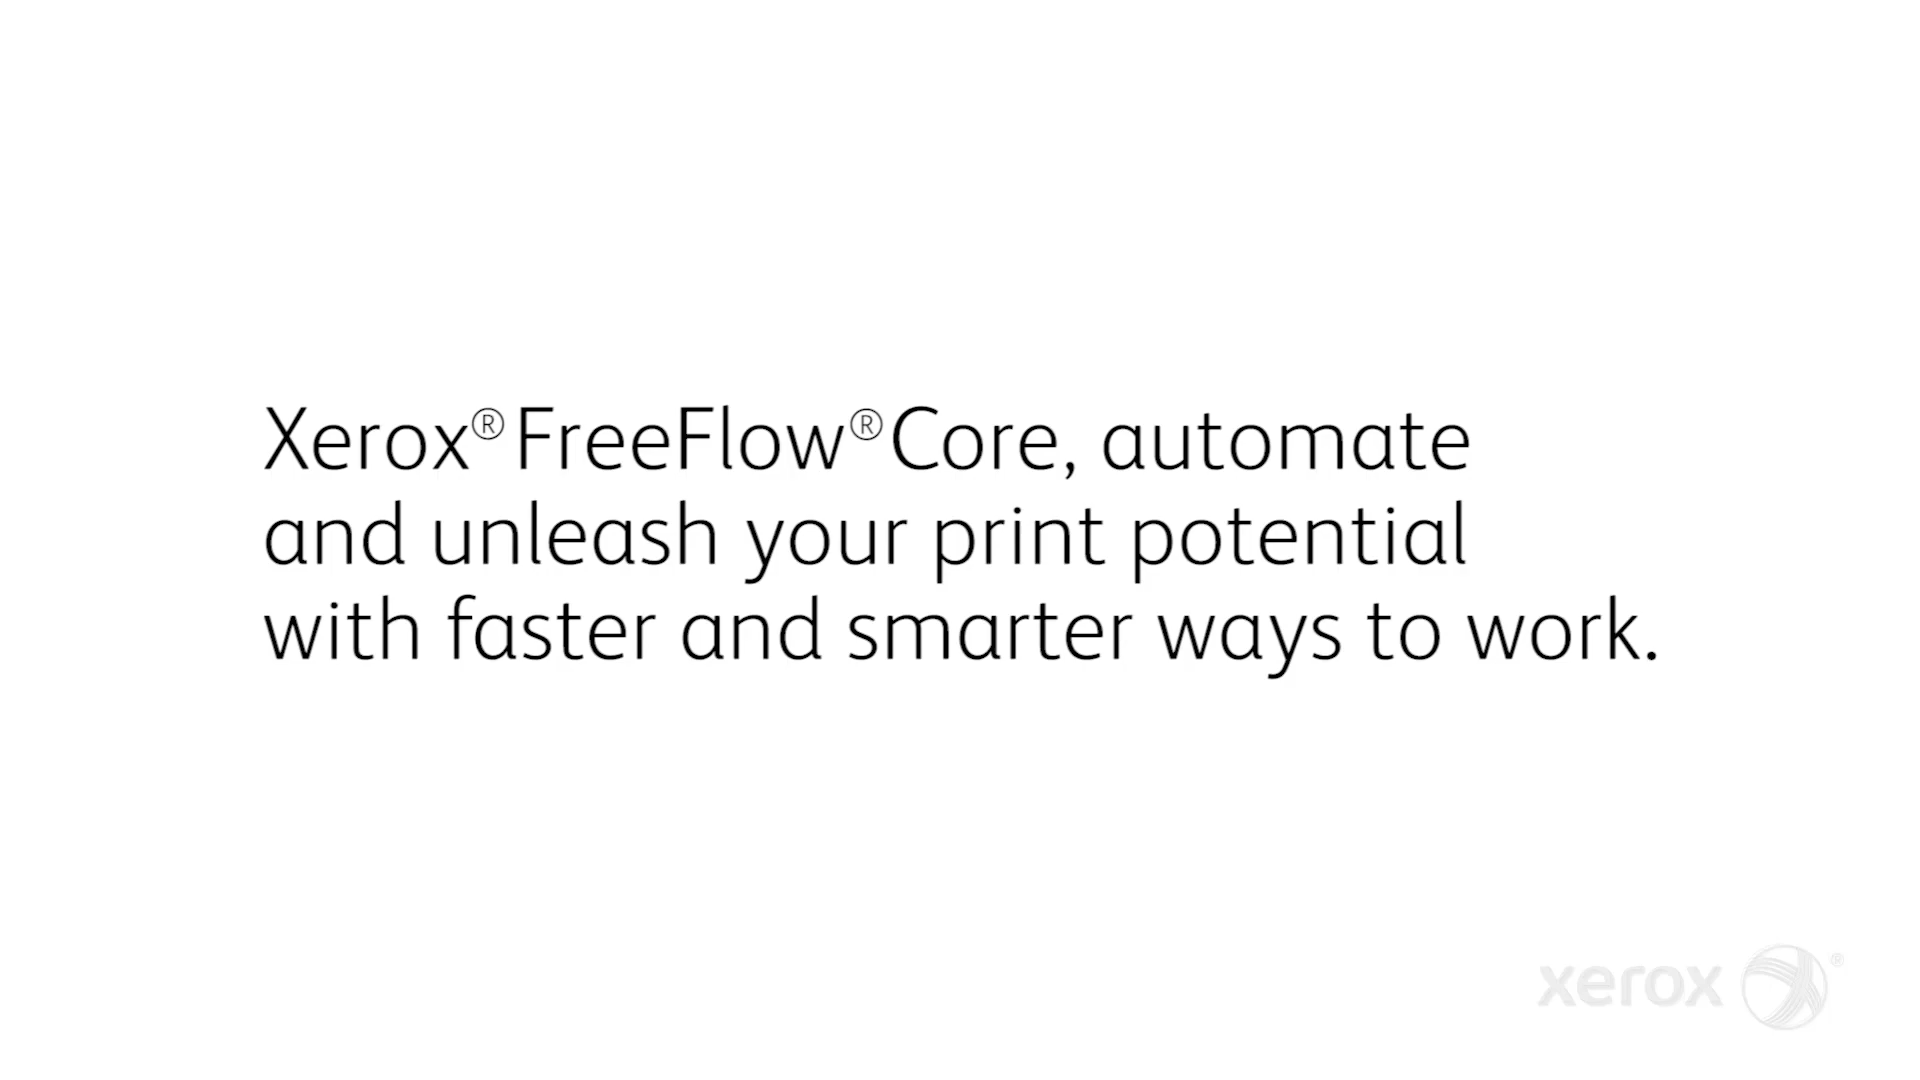 Xerox® FreeFlow® Core, automate
and unleash your print potential
with faster and smarter ways to work.
xerox ®